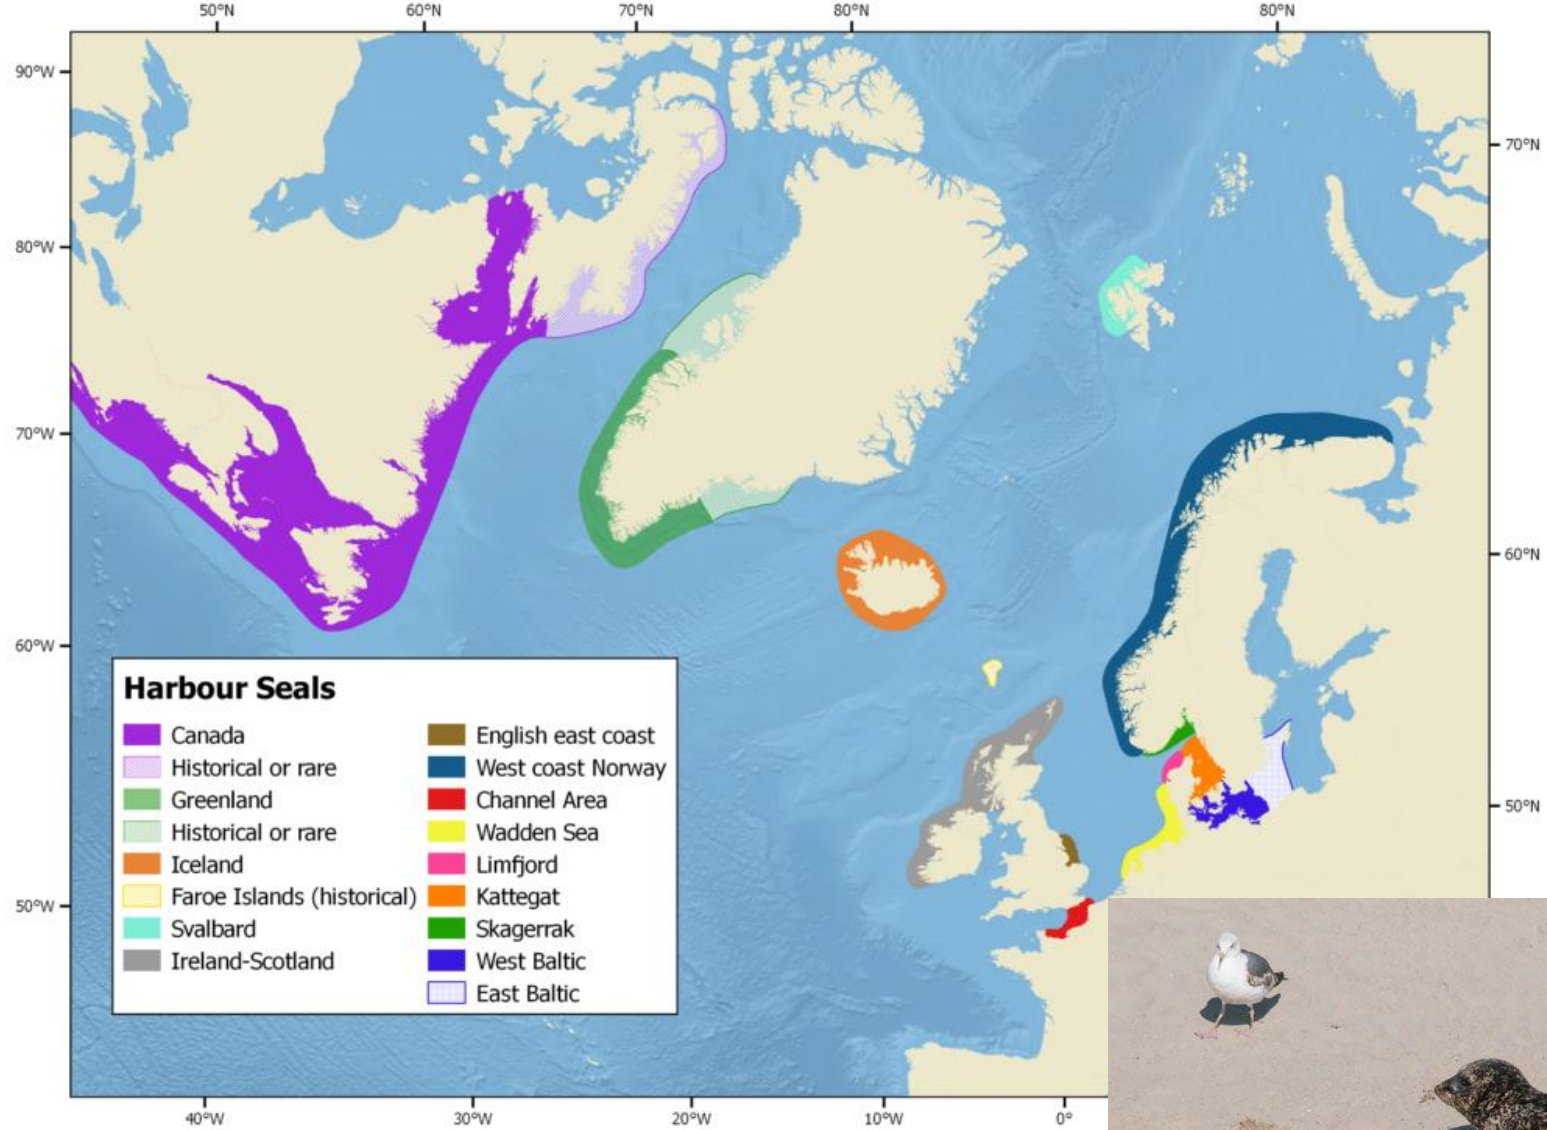 50°N 60°N 70°N 80°N 80°N
90°W
70°N
80°W
70°W
60°N
60°W
Harbour Seals
Canada
Historical or rare
Greenland
Historical or rare
Iceland
Faroe Islands (historical)
Svalbard
Ireland-Scotland
English east coast
West coast Norway
Channel Area
Wadden Sea
Limfjord
Kattegat
Skagerrak
West Baltic
East Baltic
50°N
50°W
40°W 30°W 20°W 10°W 0°